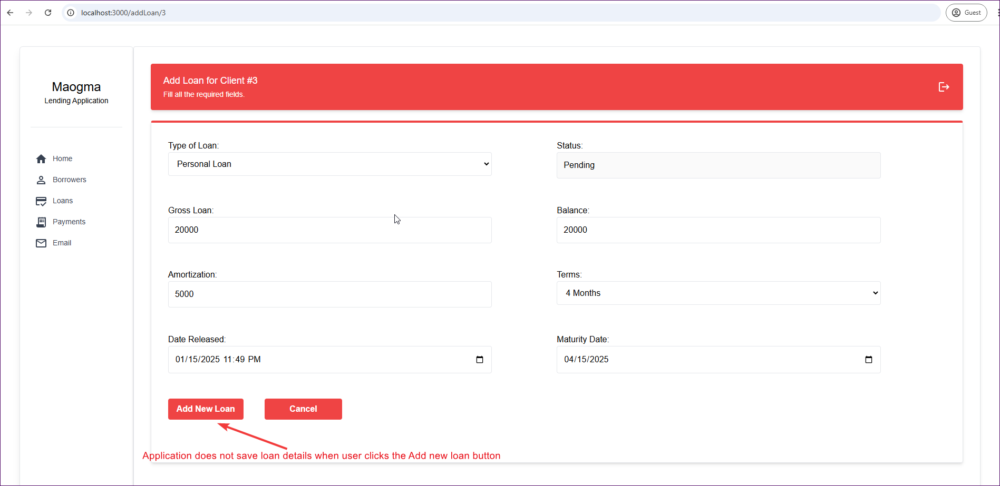 localhost:3000/addLoan/3
Guest
Maogma
Lending Application
Home
Borrowers
Loans
Payments
Email
Add Loan for Client #3
Fill all the required fields.
Type of Loan:
Personal Loan
Status:
Pending
Gross Loan:
20000
Balance:
20000
Amortization:
5000
Terms:
4 Months
Date Released:
01/15/2025 11:49 PM
Maturity Date:
04/15/2025
Add New Loan
Cancel
Application does not save loan details when user clicks the Add new loan button